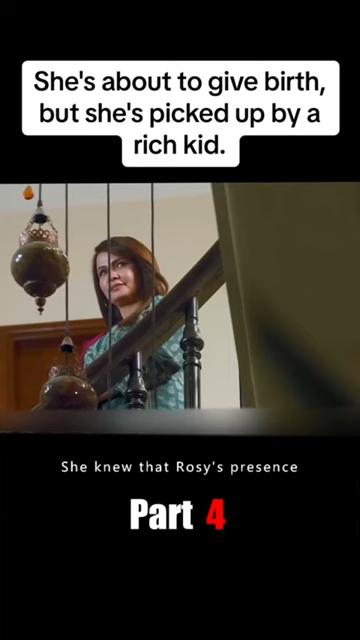 She's about to give birth,
but she's picked up by a
rich kid.
She knew that Rosy's presence
Part 4